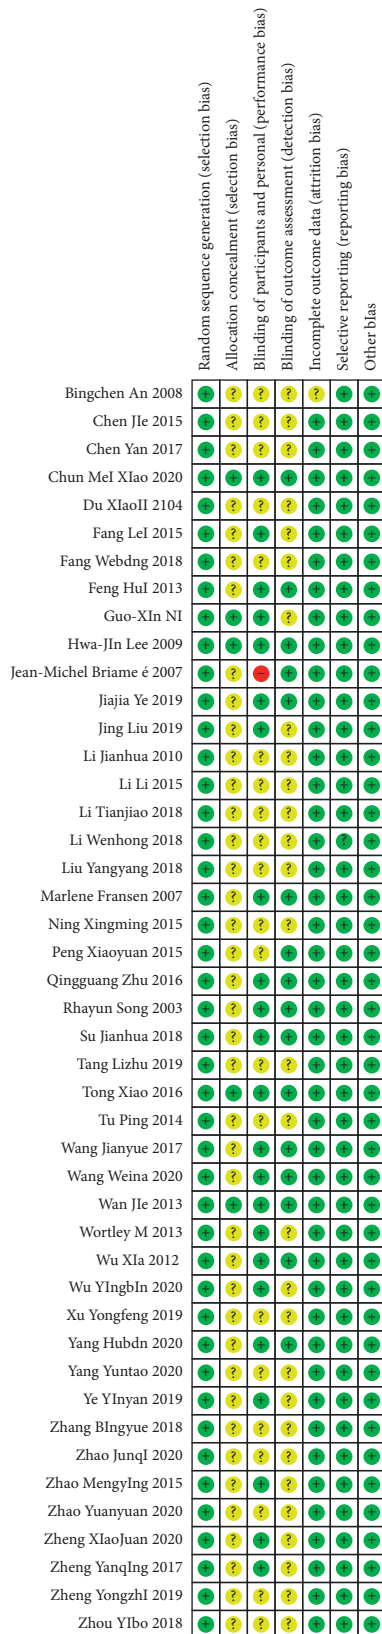 Random sequence generation (selection bias)
Allocation concealment (selection bias)
Blinding of participants and personal (performance bias)
Blinding of outcome assessment (detection bias)
Incomplete outcome data (attrition bias)
Selective reporting (reporting bias)
Other bIas
Bingchen An 2008 + ? ? ? ? + +
Chen JIe 2015 + ? ? ? + + +
Chen Yan 2017 + ? ? ? + + +
Chun MeI XIao 2020 + + + + + + +
Du XIaoII 2104 + ? ? ? + + +
Fang LeI 2015 + ? + ? + + +
Fang Webdng 2018 + ? ? ? + + +
Feng HuI 2013 + ? + + + + +
Guo-XIn NI + + + ? + + +
Hwa-JIn Lee 2009 + + + + + + +
Jean-Michel Briame é 2007 + ? – + + + +
Jiajia Ye 2019 + ? + + + + +
Jing Liu 2019 + ? + ? + + +
Li Jianhua 2010 + ? ? ? + + +
Li Li 2015 + ? ? ? + + +
Li Tianjiao 2018 + ? ? ? + + +
Li Wenhong 2018 + ? ? ? + ? +
Liu Yangyang 2018 + ? ? ? + + +
Marlene Fransen 2007 + ? + + + + +
Ning Xingming 2015 + ? ? ? + + +
Peng Xiaoyuan 2015 + ? ? + + + +
Qingguang Zhu 2016 + ? + + + + +
Rhayun Song 2003 + ? + + + + +
Su Jianhua 2018 + ? + + + + +
Tang Lizhu 2019 + ? ? ? + + +
Tong Xiao 2016 + + + + + + +
Tu Ping 2014 + ? ? ? + + +
Wang Jianyue 2017 + ? + + + + +
Wang Weina 2020 + ? + + + + +
Wan JIe 2013 + + + + + + +
Wortley M 2013 + ? + ? + + +
Wu XIa 2012 + ? + + + + +
Wu YIngbIn 2020 + ? + ? + + +
Xu Yongfeng 2019 + ? ? ? + + +
Yang Hubdn 2020 + ? + + + + +
Yang Yuntao 2020 + ? ? ? + + +
Ye YInyan 2019 + ? + ? + + +
Zhang BIngyue 2018 + ? ? ? + + +
Zhao JunqI 2020 + ? ? ? + + +
Zhao MengyIng 2015 + ? + ? + + +
Zhao Yuanyuan 2020 + ? ? ? + + +
Zheng XIaoJuan 2020 + ? + ? + + +
Zheng YanqIng 2017 + ? + ? + + +
Zheng YongzhI 2019 + ? ? ? + + +
Zhou YIbo 2018 + ? ? ? + + +